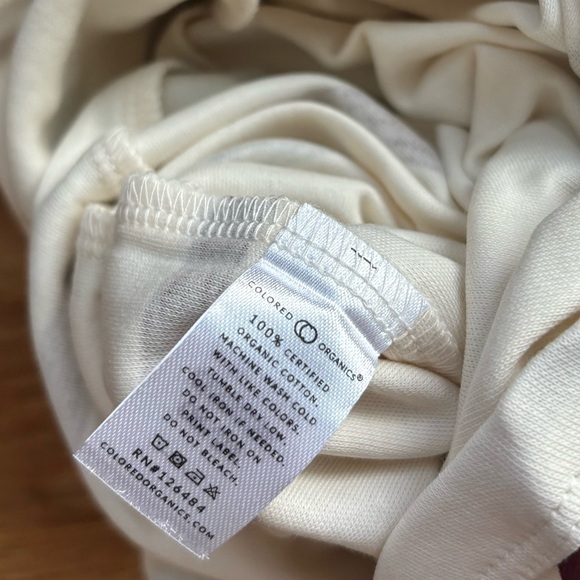 COLORED ORGANICS®
100% CERTIFIED
ORGANIC COTTON.
MACHINE WASH COLD
WITH LIKE COLORS.
TUMBLE DRY LOW.
COOL IRON IF NEEDED.
DO NOT IRON ON
PRINT LABEL.
DO NOT BLEACH.
RN#126484
COLOREDORGANICS.COM